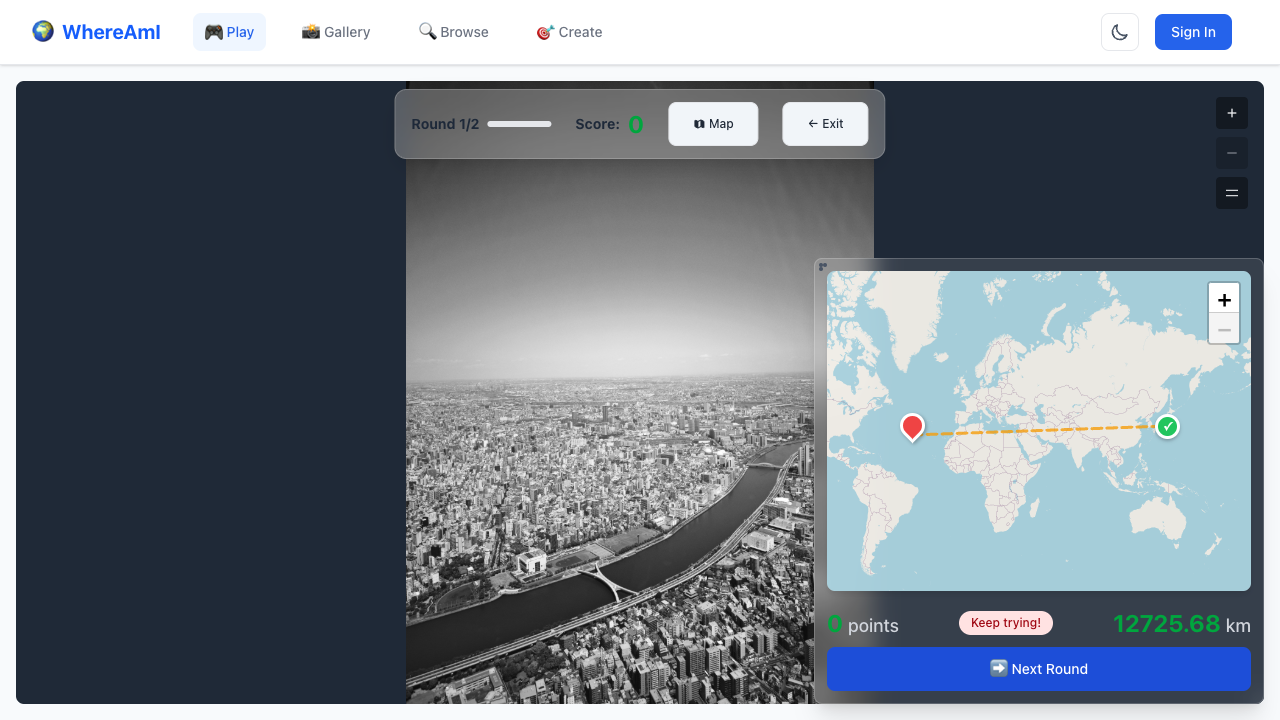 WhereAmI
Play
Gallery
Browse
Create
Sign In
Round 1/2
Score: 0
Map
← Exit
+
−
+
−
0 points
Keep trying!
12725.68 km
Next Round